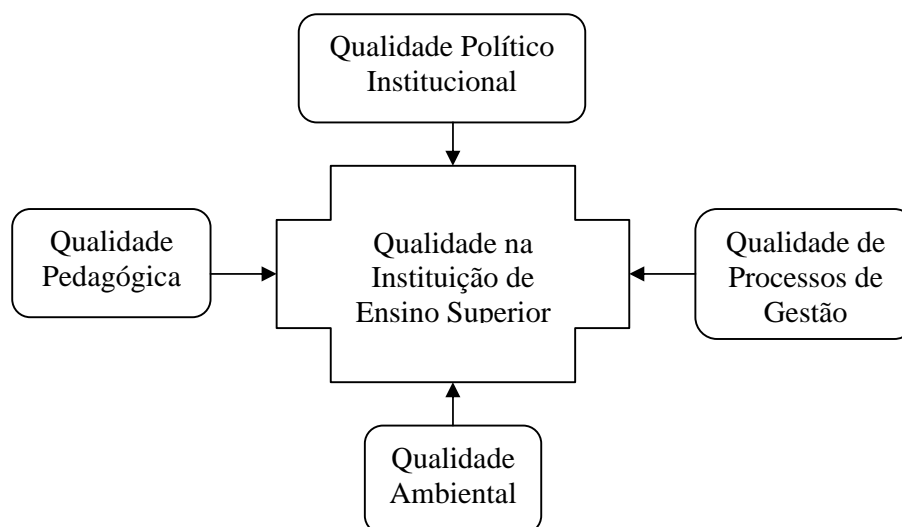 Qualidade Político
Institucional
Qualidade
Pedagógica
Qualidade na
Instituição de
Ensino Superior
Qualidade de
Processos de
Gestão
Qualidade
Ambiental